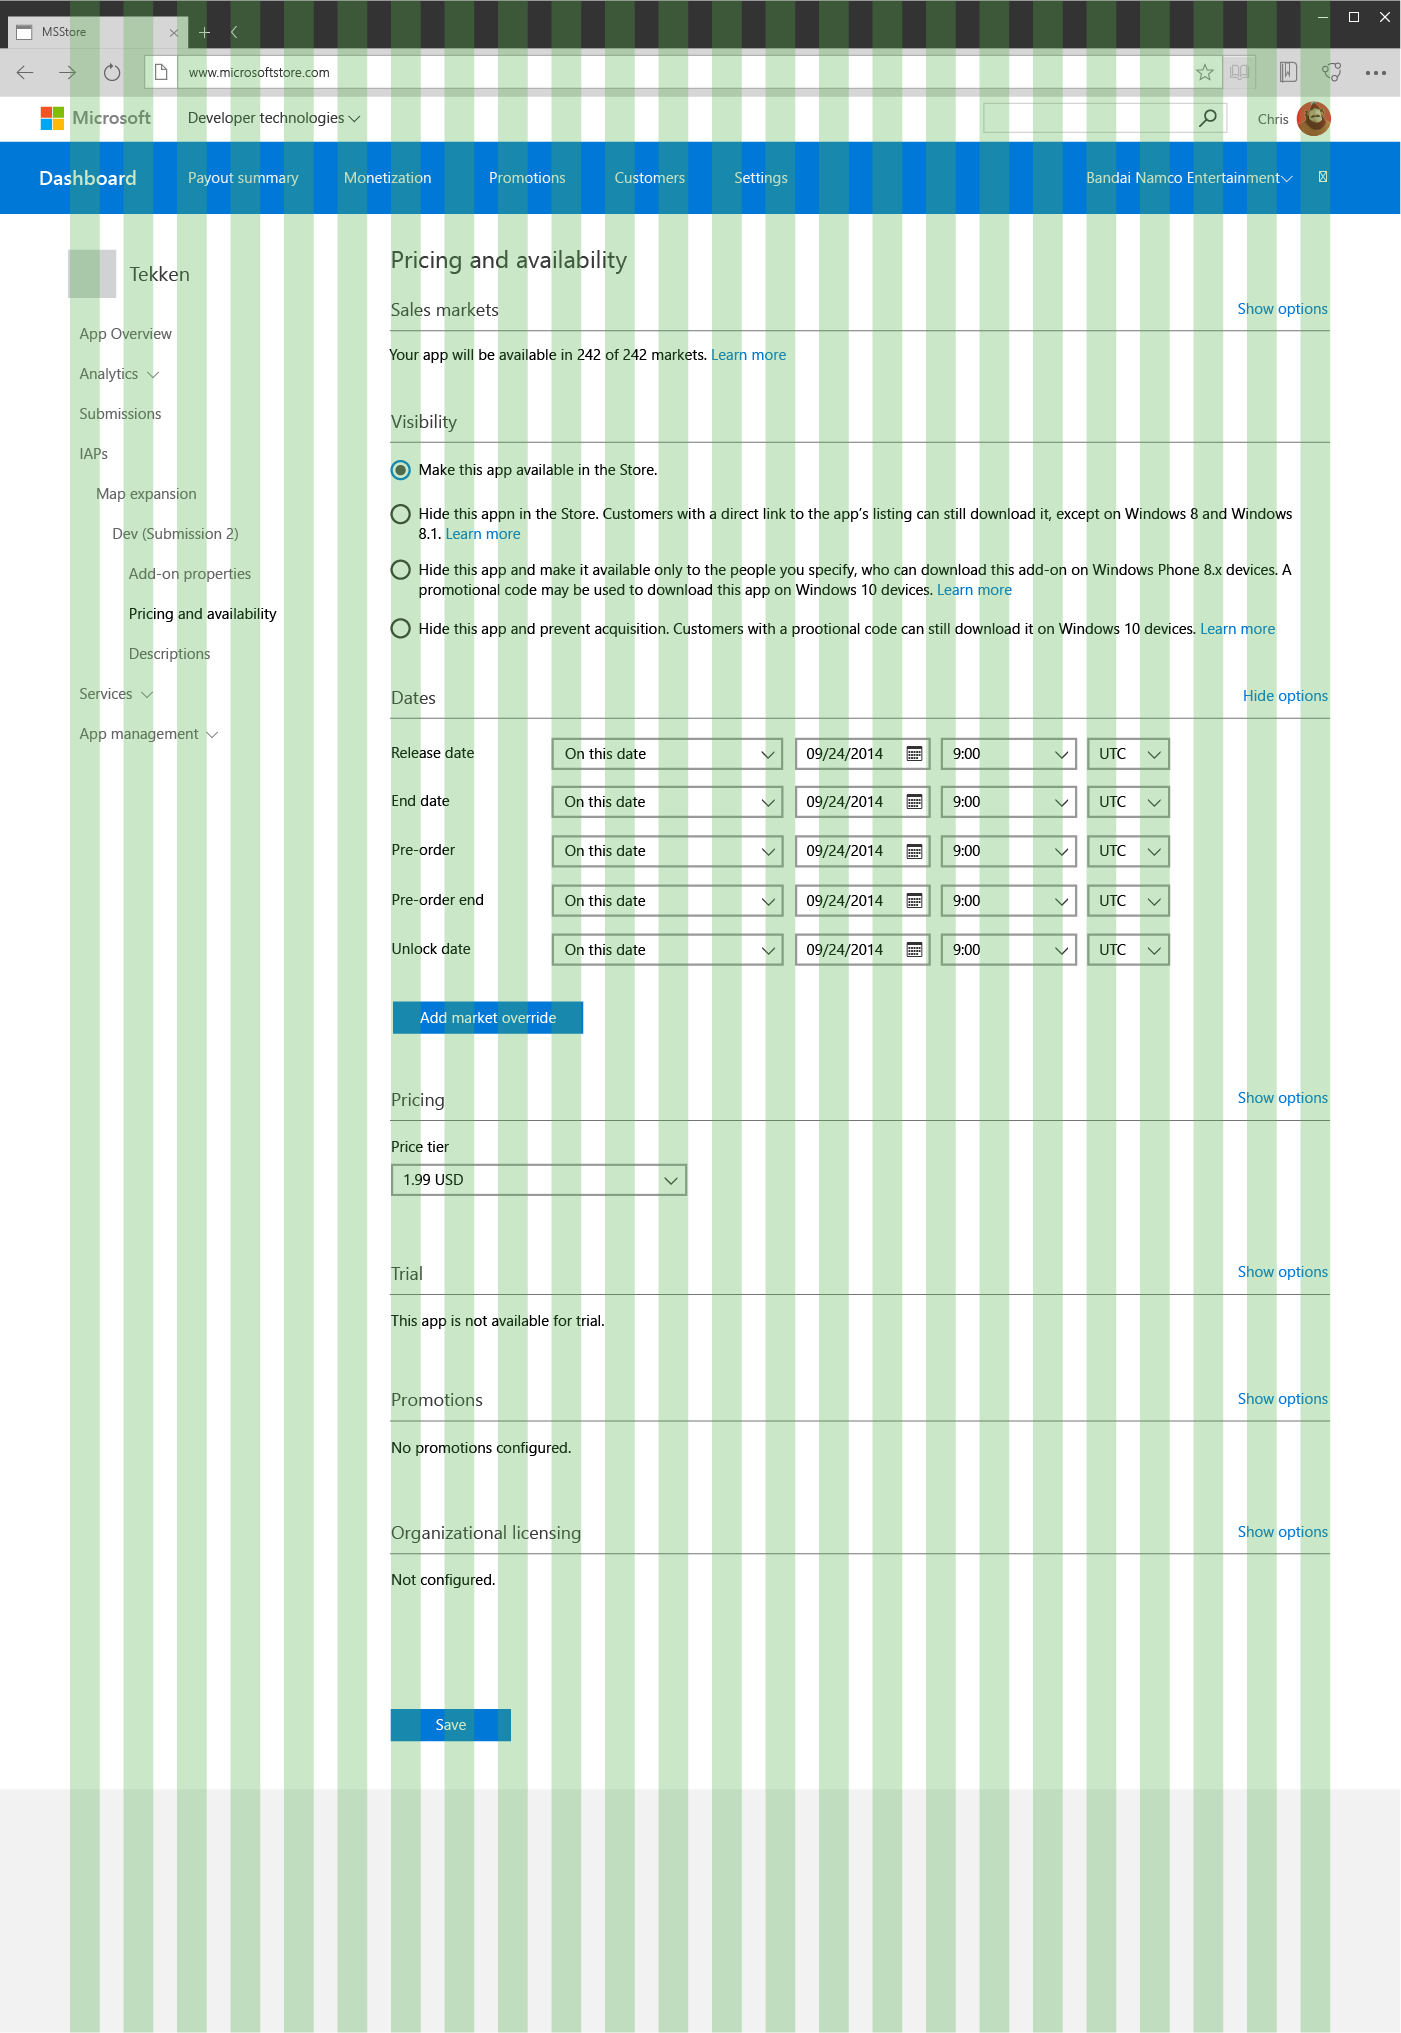 MSStore
www.microsoftstore.com
Microsoft
Developer technologies
Chris
Dashboard
Payout summary
Monetization
Promotions
Customers
Settings
Bandai Namco Entertainment
Tekken
App Overview
Analytics
Submissions
IAPs
Map expansion
Dev (Submission 2)
Add-on properties
Pricing and availability
Descriptions
Services
App management
Pricing and availability
Sales markets
Show options
Your app will be available in 242 of 242 markets. Learn more
Visibility
Make this app available in the Store.
Hide this appn in the Store. Customers with a direct link to the app's listing can still download it, except on Windows 8 and Windows
8.1. Learn more
Hide this app and make it available only to the people you specify, who can download this add-on on Windows Phone 8.x devices. A
promotional code may be used to download this app on Windows 10 devices. Learn more
Hide this app and prevent acquisition. Customers with a prootional code can still download it on Windows 10 devices. Learn more
Dates
Hide options
Release date On this date 09/24/2014 9:00 UTC
End date On this date 09/24/2014 9:00 UTC
Pre-order On this date 09/24/2014 9:00 UTC
Pre-order end On this date 09/24/2014 9:00 UTC
Unlock date On this date 09/24/2014 9:00 UTC
Add market override
Pricing
Show options
Price tier
1.99 USD
Trial
Show options
This app is not available for trial.
Promotions
Show options
No promotions configured.
Organizational licensing
Show options
Not configured.
Save